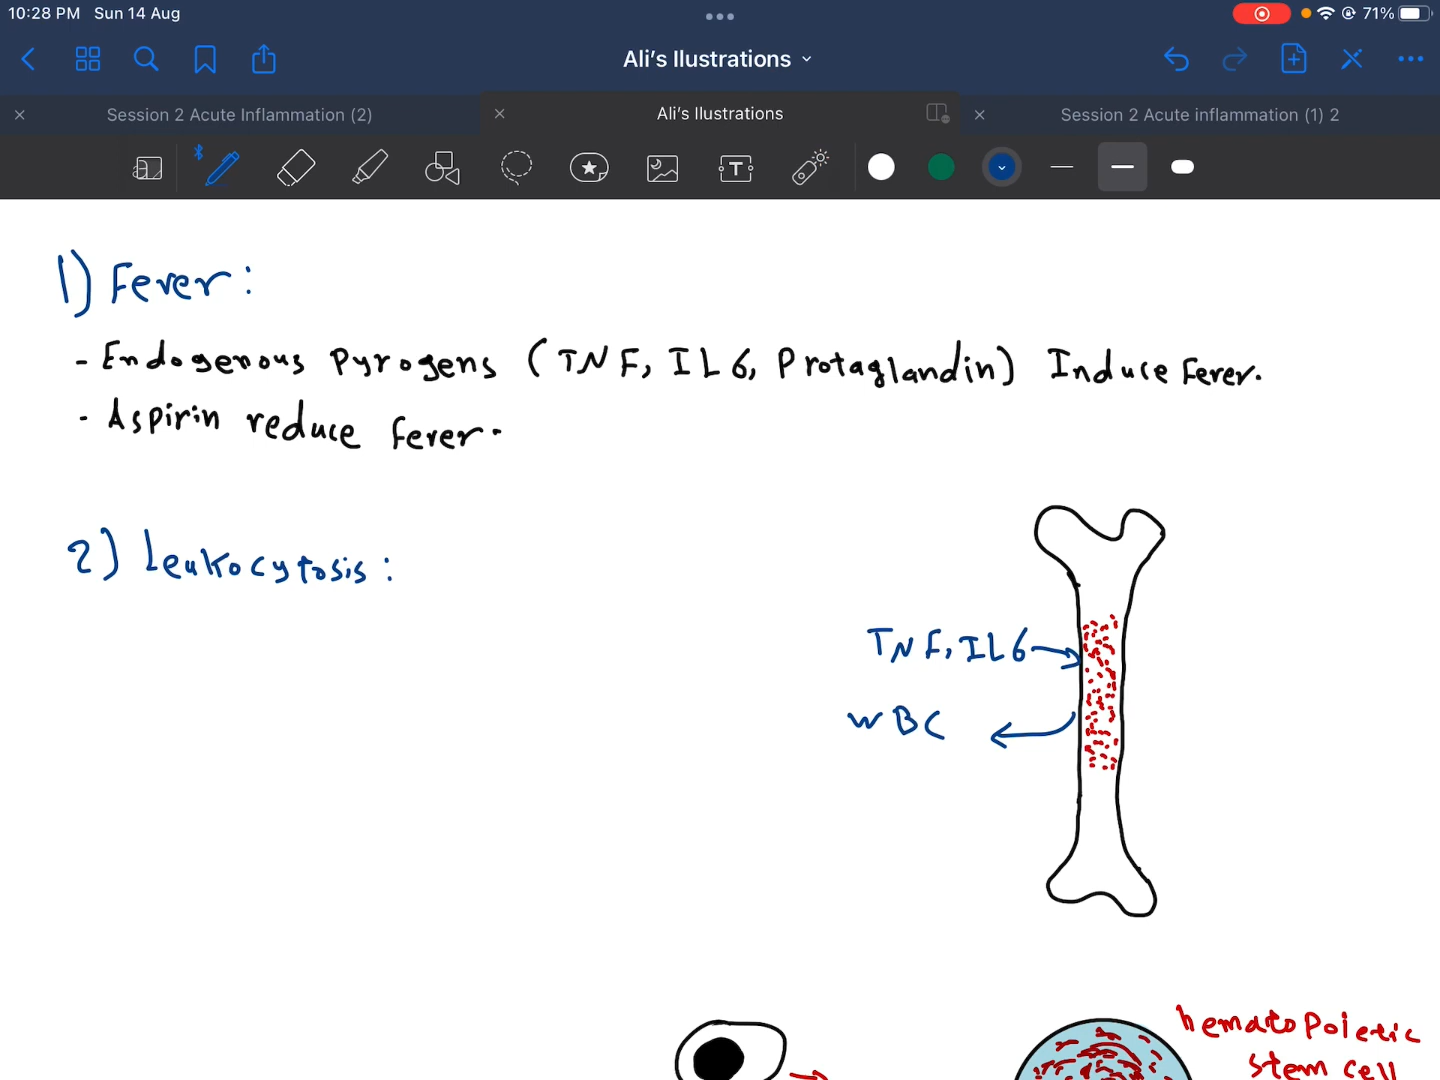 10:28 PM Sun 14 Aug
71%
Ali's Ilustrations
Session 2 Acute Inflammation (2)
Ali's Ilustrations
Session 2 Acute inflammation (1) 2
1) Fever:
- Endogenous Pyrogens (TNF, IL6, Protaglandin) Induce Fever.
- Aspirin reduce Fever.
2) Leukocytosis:
TNF, IL6
WBC
hematopoietic
stem cell